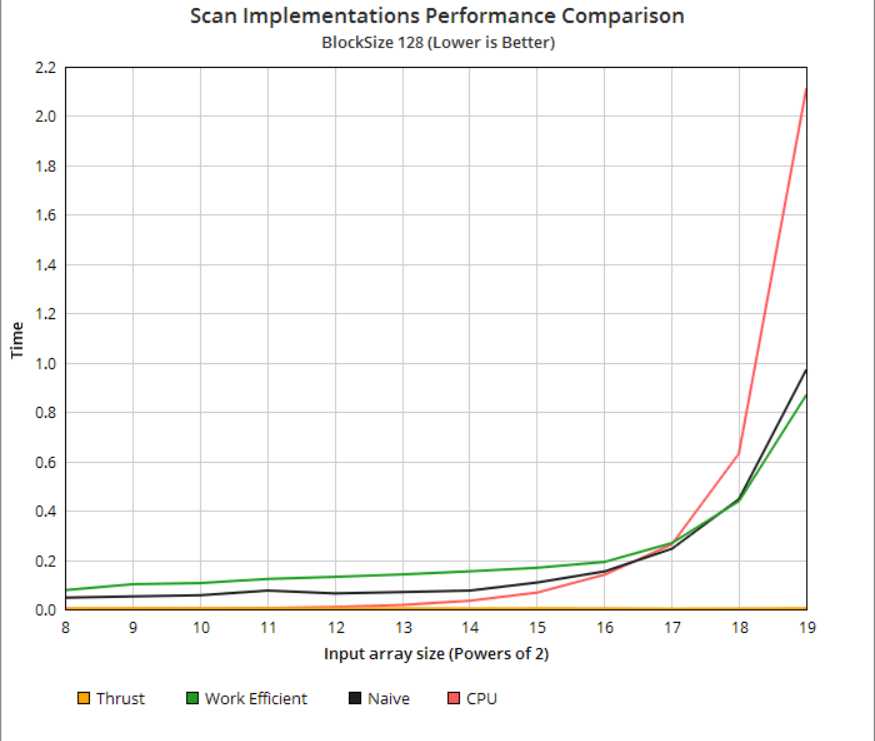 Scan Implementations Performance Comparison
BlockSize 128 (Lower is Better)
2.2
2.0
1.8
1.6
1.4
1.2
1.0
0.8
0.6
0.4
0.2
0.0
Time
8 9 10 11 12 13 14 15 16 17 18 19
Input array size (Powers of 2)
Thrust Work Efficient Naive CPU